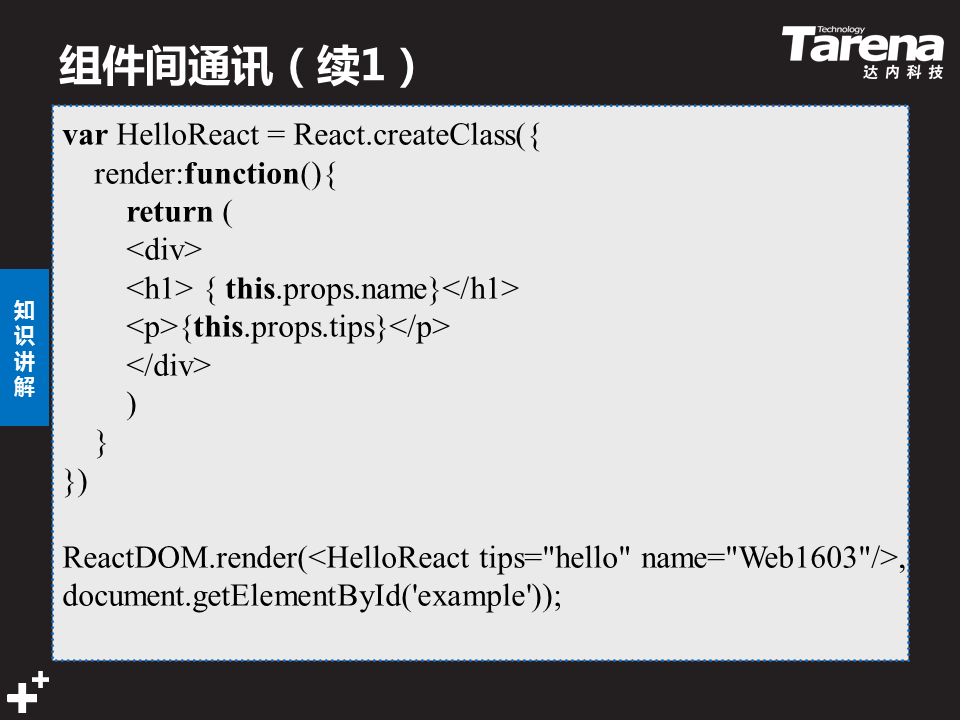 组件间通讯（续1）
Technology
Tarena
达内科技
知识讲解
var HelloReact = React.createClass({
render:function(){
return (
<div>
<h1> { this.props.name}</h1>
<p>{this.props.tips}</p>
</div>
)
}
})
ReactDOM.render(<HelloReact tips="hello" name="Web1603"/>,
document.getElementById('example'));